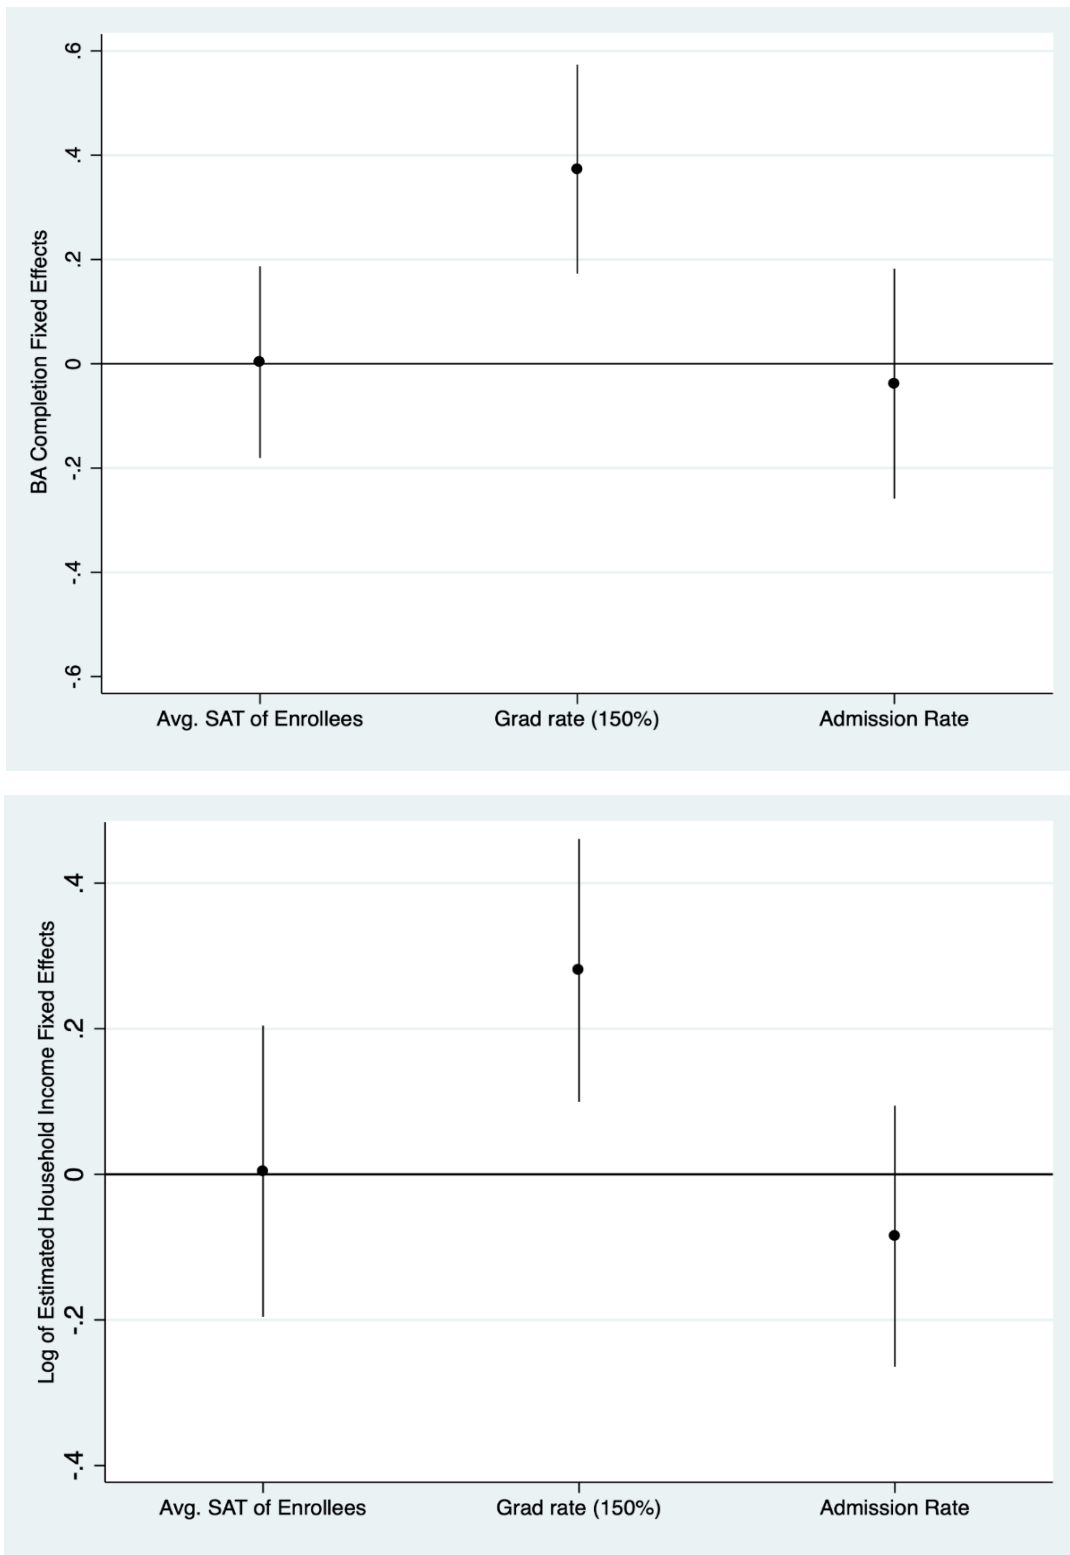 BA Completion Fixed Effects
.6
.4
.2
0
-.2
-.4
-.6
Avg. SAT of Enrollees
Grad rate (150%)
Admission Rate
Log of Estimated Household Income Fixed Effects
.4
.2
0
-.2
-.4
Avg. SAT of Enrollees
Grad rate (150%)
Admission Rate